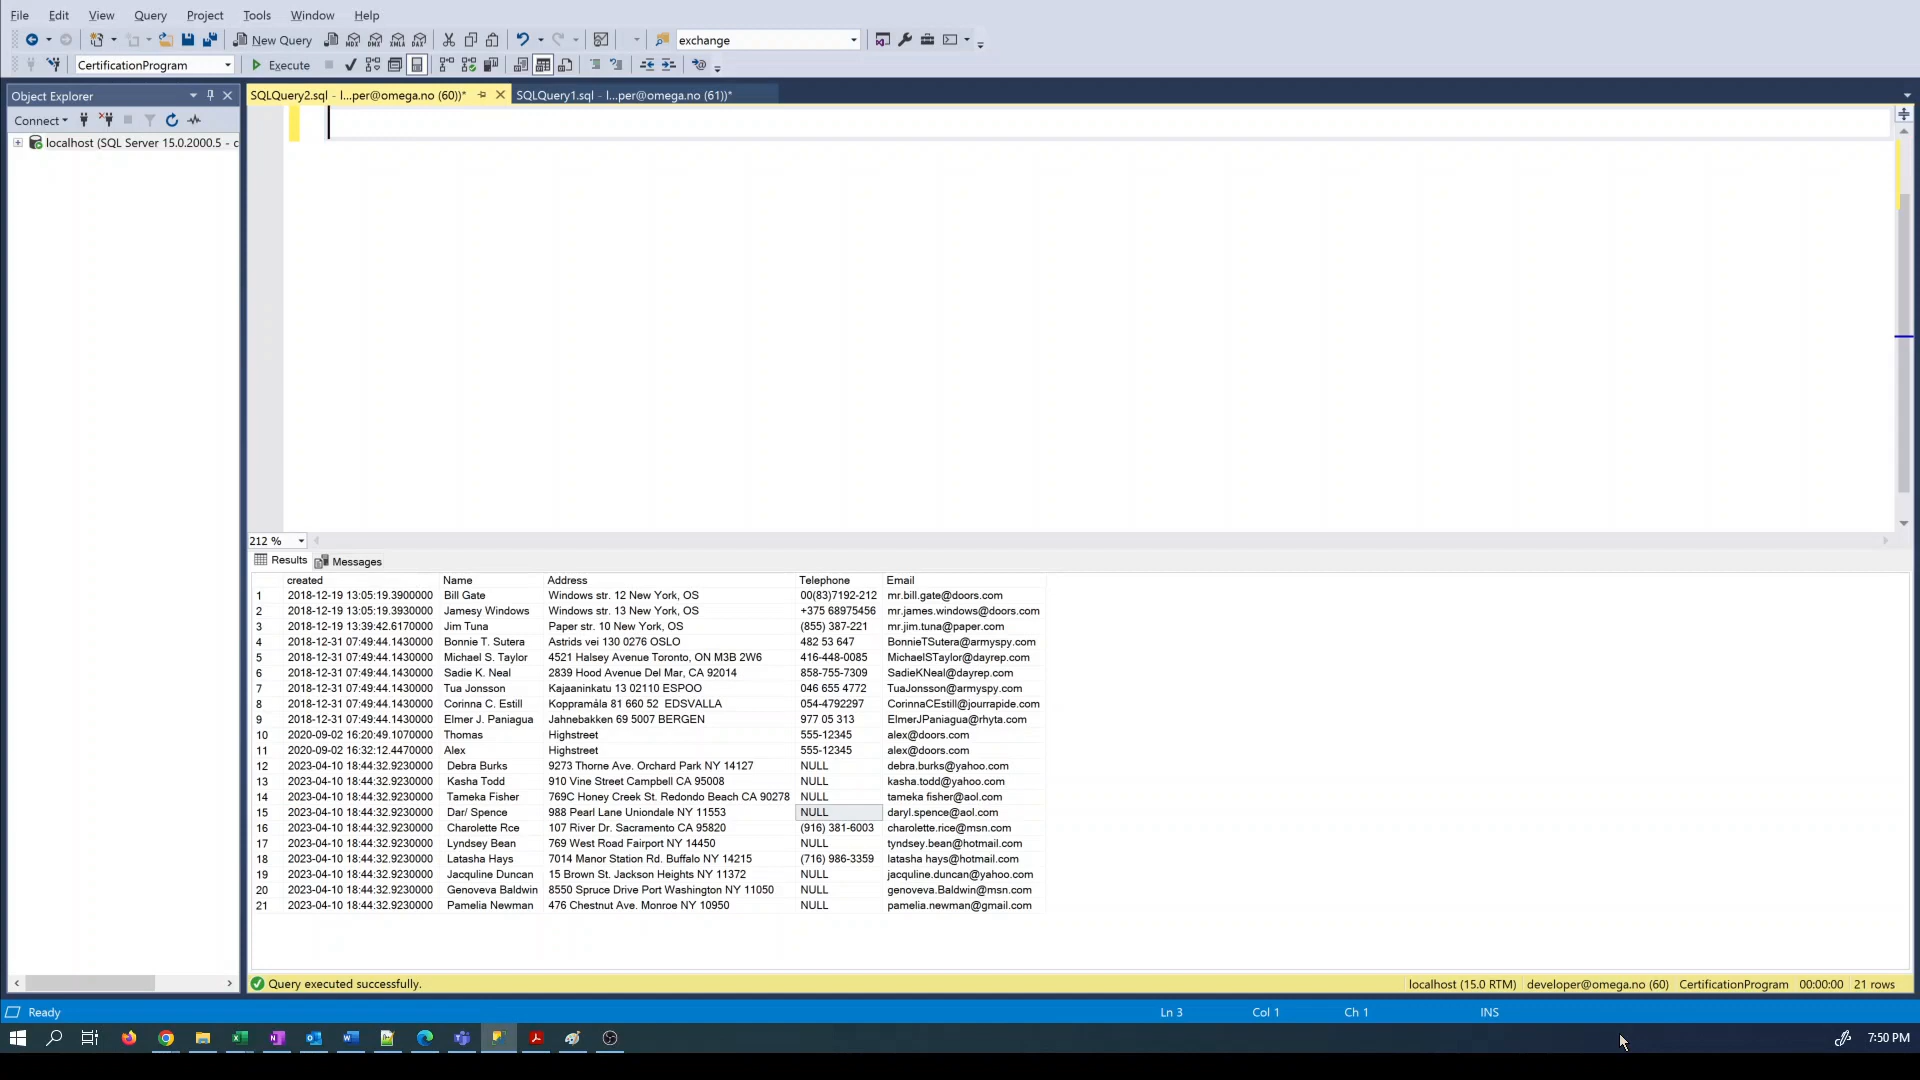 File Edit View Query Project Tools Window Help
New Query exchange
CertificationProgram Execute
Object Explorer SQLQuery2.sql - l...per@omega.no (60))* SQLQuery1.sql - l...per@omega.no (61))*
Connect
localhost (SQL Server 15.0.2000.5 - c
212 %
Results Messages
created Name Address Telephone Email
1 2018-12-19 13:05:19.3900000 Bill Gate Windows str. 12 New York, OS 00(83)7192-212 mr.bill.gate@doors.com
2 2018-12-19 13:05:19.3930000 Jamesy Windows Windows str. 13 New York, OS +375 68975456 mr.james.windows@doors.com
3 2018-12-19 13:39:42.6170000 Jim Tuna Paper str. 10 New York, OS (855) 387-221 mr.jim.tuna@paper.com
4 2018-12-31 07:49:44.1430000 Bonnie T. Sutera Astrids vei 130 0276 OSLO 482 53 647 BonnieTSutera@armyspy.com
5 2018-12-31 07:49:44.1430000 Michael S. Taylor 4521 Halsey Avenue Toronto, ON M3B 2W6 416-448-0085 MichaelSTaylor@dayrep.com
6 2018-12-31 07:49:44.1430000 Sadie K. Neal 2839 Hood Avenue Del Mar, CA 92014 858-755-7309 SadieKNeal@dayrep.com
7 2018-12-31 07:49:44.1430000 Tua Jonsson Kajaaninkatu 13 02110 ESPOO 046 655 4772 TuaJonsson@armyspy.com
8 2018-12-31 07:49:44.1430000 Corinna C. Estill Koppramåla 81 660 52 EDSVALLA 054-4792297 CorinnaCEstill@jourrapide.com
9 2018-12-31 07:49:44.1430000 Elmer J. Paniagua Jahnebakken 69 5007 BERGEN 977 05 313 ElmerJPaniagua@rhyta.com
10 2020-09-02 16:20:49.1070000 Thomas Highstreet 555-12345 alex@doors.com
11 2020-09-02 16:32:12.4470000 Alex Highstreet 555-12345 alex@doors.com
12 2023-04-10 18:44:32.9230000 Debra Burks 9273 Thorne Ave. Orchard Park NY 14127 NULL debra.burks@yahoo.com
13 2023-04-10 18:44:32.9230000 Kasha Todd 910 Vine Street Campbell CA 95008 NULL kasha.todd@yahoo.com
14 2023-04-10 18:44:32.9230000 Tameka Fisher 769C Honey Creek St. Redondo Beach CA 90278 NULL tameka fisher@aol.com
15 2023-04-10 18:44:32.9230000 Dar/ Spence 988 Pearl Lane Uniondale NY 11553 NULL daryl.spence@aol.com
16 2023-04-10 18:44:32.9230000 Charolette Rce 107 River Dr. Sacramento CA 95820 (916) 381-6003 charolette.rice@msn.com
17 2023-04-10 18:44:32.9230000 Lyndsey Bean 769 West Road Fairport NY 14450 NULL tyndsey.bean@hotmail.com
18 2023-04-10 18:44:32.9230000 Latasha Hays 7014 Manor Station Rd. Buffalo NY 14215 (716) 986-3359 latasha hays@hotmail.com
19 2023-04-10 18:44:32.9230000 Jacquline Duncan 15 Brown St. Jackson Heights NY 11372 NULL jacquline.duncan@yahoo.com
20 2023-04-10 18:44:32.9230000 Genoveva Baldwin 8550 Spruce Drive Port Washington NY 11050 NULL genoveva.Baldwin@msn.com
21 2023-04-10 18:44:32.9230000 Pamelia Newman 476 Chestnut Ave. Monroe NY 10950 NULL pamelia.newman@gmail.com
Query executed successfully. localhost (15.0 RTM) developer@omega.no (60) CertificationProgram 00:00:00 21 rows
Ready Ln 3 Col 1 Ch 1 INS
7:50 PM